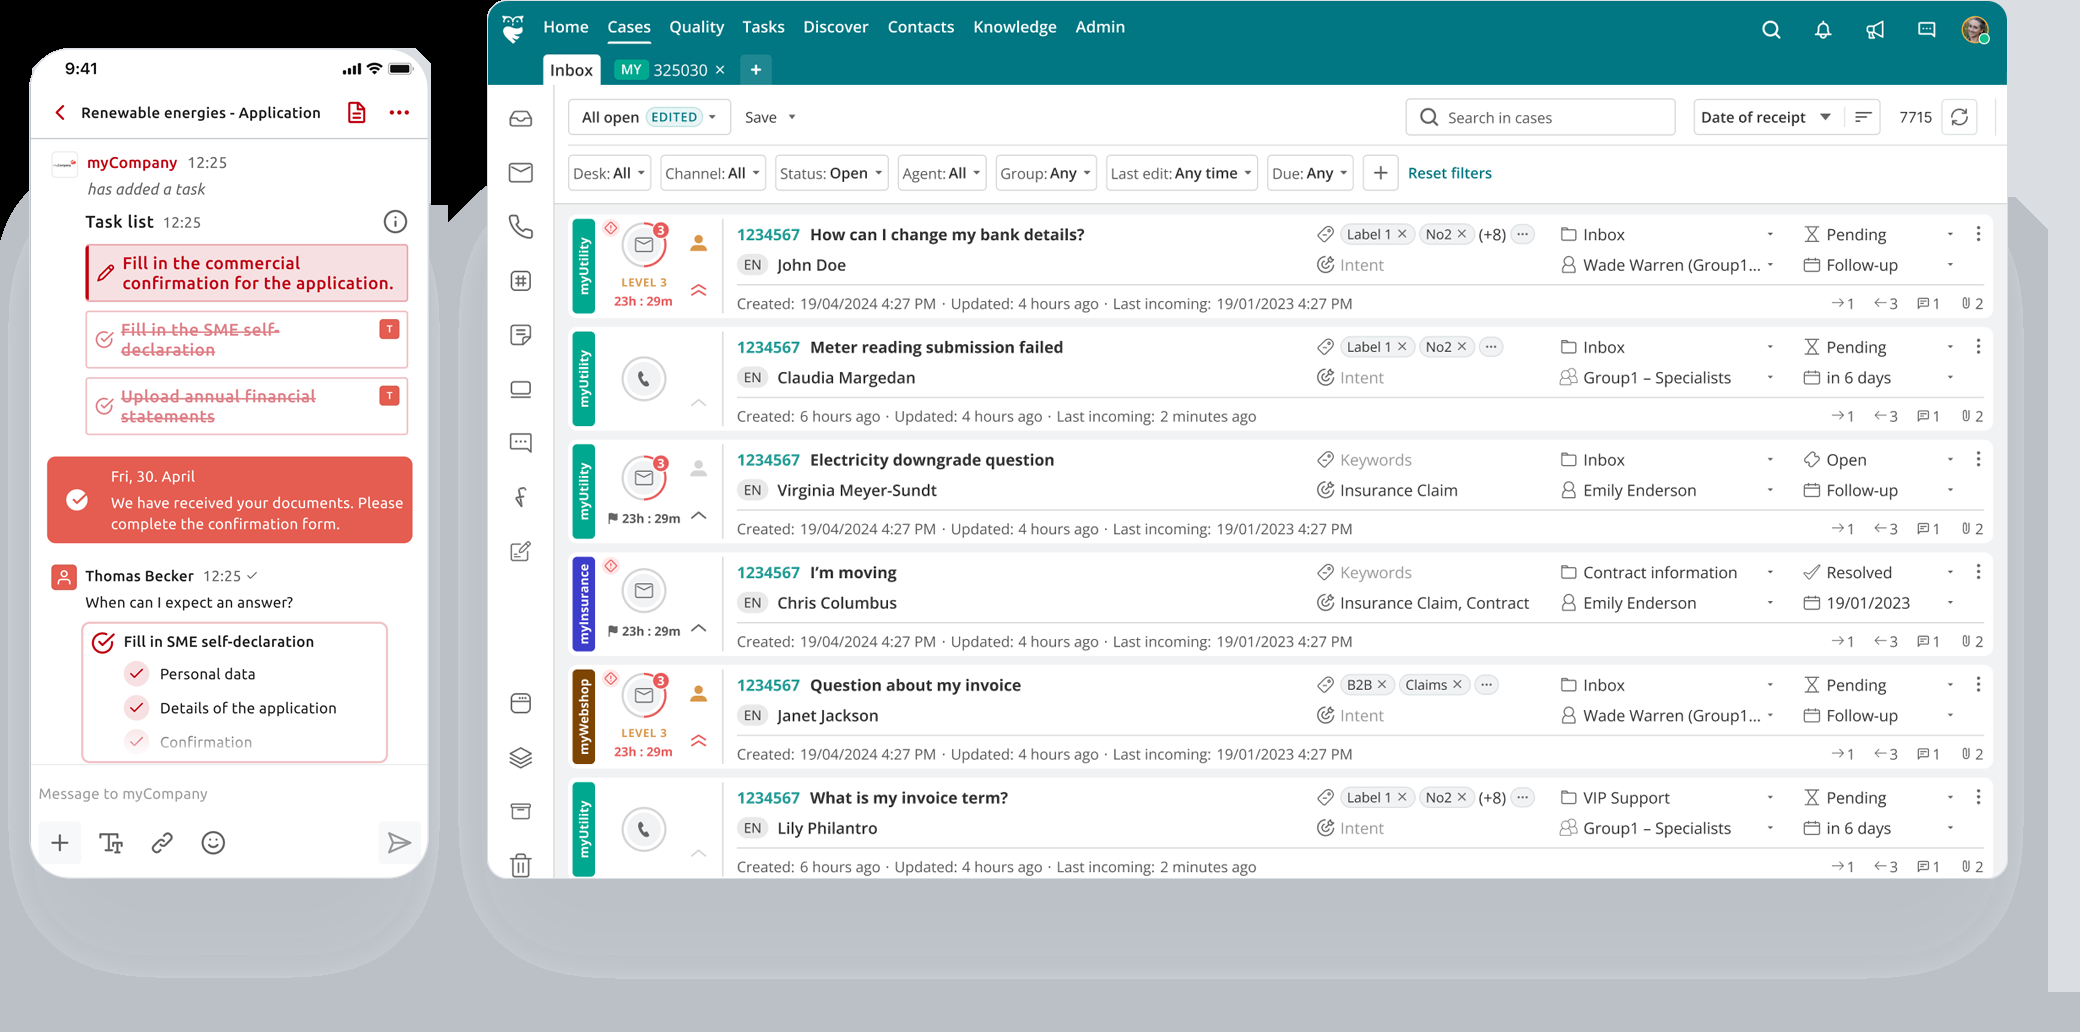 9:41
Renewable energies - Application
myCompany 12:25
has added a task
Task list 12:25
Fill in the commercial
confirmation for the application.
Fill in the SME self-
declaration
T
Upload annual financial
statements
T
Fri, 30. April
We have received your documents. Please
complete the confirmation form.
Thomas Becker 12:25
When can I expect an answer?
Fill in SME self-declaration
Personal data
Details of the application
Confirmation
Message to myCompany
Home Cases Quality Tasks Discover Contacts Knowledge Admin
Inbox MY 325030 × +
All open EDITED Save Search in cases Date of receipt 7715
Desk: All Channel: All Status: Open Agent: All Group: Any Last edit: Any time Due: Any + Reset filters
myUtility
3
LEVEL 3
23h : 29m
1234567 How can I change my bank details? Label 1 × No2 × (+8) ··· Inbox Pending
EN John Doe Intent Wade Warren (Group1... Follow-up
Created: 19/04/2024 4:27 PM · Updated: 4 hours ago · Last incoming: 19/01/2023 4:27 PM →1 ←3 1 2
myUtility
1234567 Meter reading submission failed Label 1 × No2 × ··· Inbox Pending
EN Claudia Margedan Intent Group1 – Specialists in 6 days
Created: 6 hours ago · Updated: 4 hours ago · Last incoming: 2 minutes ago →1 ←3 1 2
myUtility
3
23h : 29m
1234567 Electricity downgrade question Keywords Inbox Open
EN Virginia Meyer-Sundt Insurance Claim Emily Enderson Follow-up
Created: 19/04/2024 4:27 PM · Updated: 4 hours ago · Last incoming: 19/01/2023 4:27 PM →1 ←3 1 2
myInsurance
23h : 29m
1234567 I’m moving Keywords Contract information Resolved
EN Chris Columbus Insurance Claim, Contract Emily Enderson 19/01/2023
Created: 19/04/2024 4:27 PM · Updated: 4 hours ago · Last incoming: 19/01/2023 4:27 PM →1 ←3 1 2
myWebshop
3
LEVEL 3
23h : 29m
1234567 Question about my invoice B2B × Claims × ··· Inbox Pending
EN Janet Jackson Intent Wade Warren (Group1... Follow-up
Created: 19/04/2024 4:27 PM · Updated: 4 hours ago · Last incoming: 19/01/2023 4:27 PM →1 ←3 1 2
myUtility
1234567 What is my invoice term? Label 1 × No2 × (+8) ··· VIP Support Pending
EN Lily Philantro Intent Group1 – Specialists in 6 days
Created: 6 hours ago · Updated: 4 hours ago · Last incoming: 2 minutes ago →1 ←3 1 2